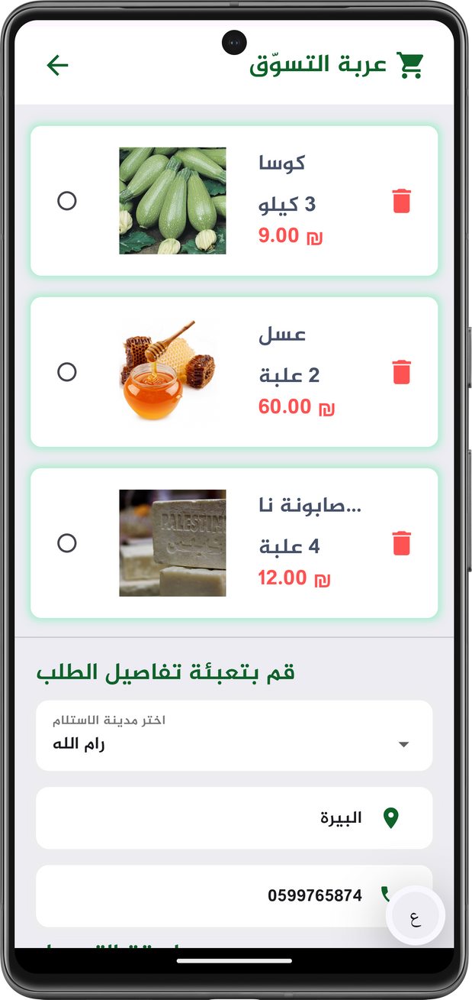 عربة التسوّق
كوسا
3 كيلو
9.00 ₪
عسل
2 علبة
60.00 ₪
صابونة نا...
PALESTIN
4 علبة
12.00 ₪
قم بتعبئة تفاصيل الطلب
اختر مدينة الاستلام
رام الله
البيرة
0599765874
ع